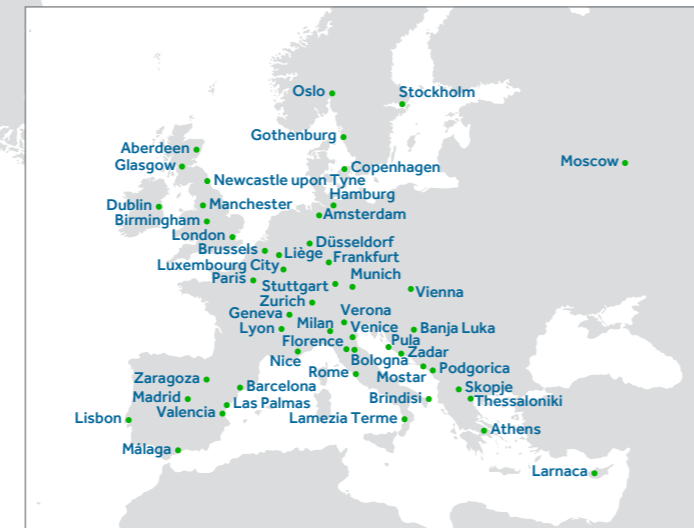 Oslo
Stockholm
Gothenburg
Aberdeen
Glasgow
Copenhagen
Moscow
Newcastle upon Tyne
Hamburg
Dublin
Manchester
Birmingham
Amsterdam
London
Düsseldorf
Brussels
Liège
Frankfurt
Luxembourg City
Munich
Paris
Stuttgart
Vienna
Zurich
Geneva
Verona
Lyon
Milan
Venice
Banja Luka
Florence
Pula
Nice
Bologna
Zadar
Rome
Mostar
Podgorica
Zaragoza
Barcelona
Skopje
Madrid
Las Palmas
Brindisi
Thessaloniki
Valencia
Lisbon
Lamezia Terme
Athens
Málaga
Larnaca